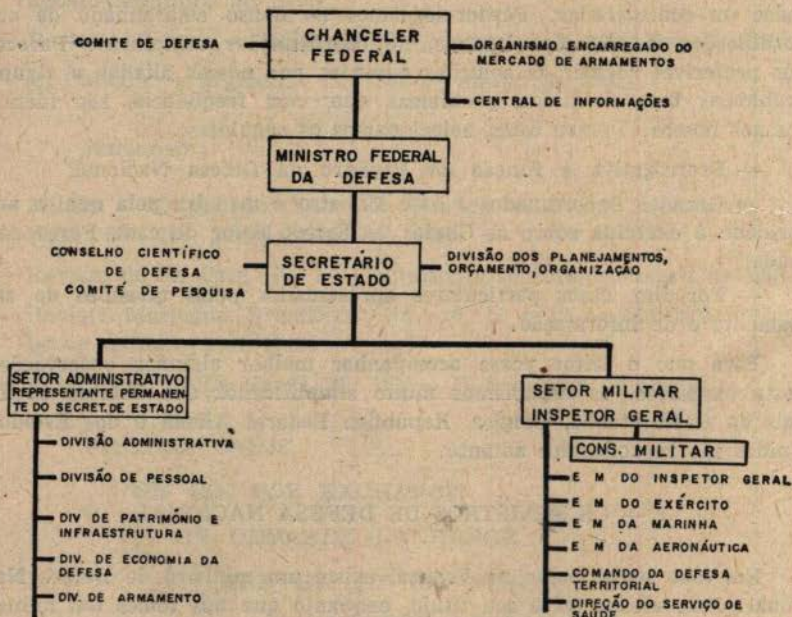 CHANCELER
FEDERAL
COMITE DE DEFESA
ORGANISMO ENCARREGADO DO
MERCADO DE ARMAMENTOS
CENTRAL DE INFORMAÇÕES
MINISTRO FEDERAL
DA DEFESA
CONSELHO CIENTÍFICO
DE DEFESA
COMITÉ DE PESQUISA
SECRETÁRIO
DE ESTADO
DIVISÃO DOS PLANEJAMENTOS,
ORÇAMENTO, ORGANIZAÇÃO
SETOR ADMINISTRATIVO
REPRESENTANTE PERMANEN
TE DO SECRET. DE ESTADO
DIVISÃO ADMINISTRATIVA
DIVISÃO DE PESSOAL
DIV DE PATRIMÓNIO E
INFRAESTRUTURA
DIV. DE ECONOMIA DA
DEFESA
DIV. DE ARMAMENTO
SETOR MILITAR
INSPETOR GERAL
CONS. MILITAR
E M DO INSPETOR GERAL
E M DO EXÉRCITO
E M DA MARINHA
E M DA AERONÁUTICA
COMANDO DA DEFESA
TERRITORIAL
DIREÇÃO DO SERVIÇO DE
SAÚDE